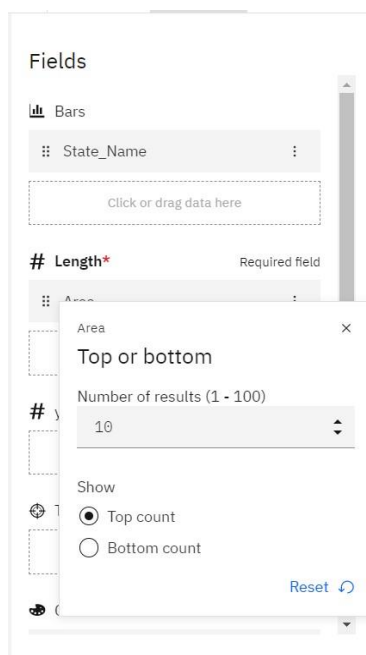 Fields
Bars
State_Name
Click or drag data here
# Length*
Required field
Area
Top or bottom
Number of results (1 - 100)
10
Show
Top count
Bottom count
Reset